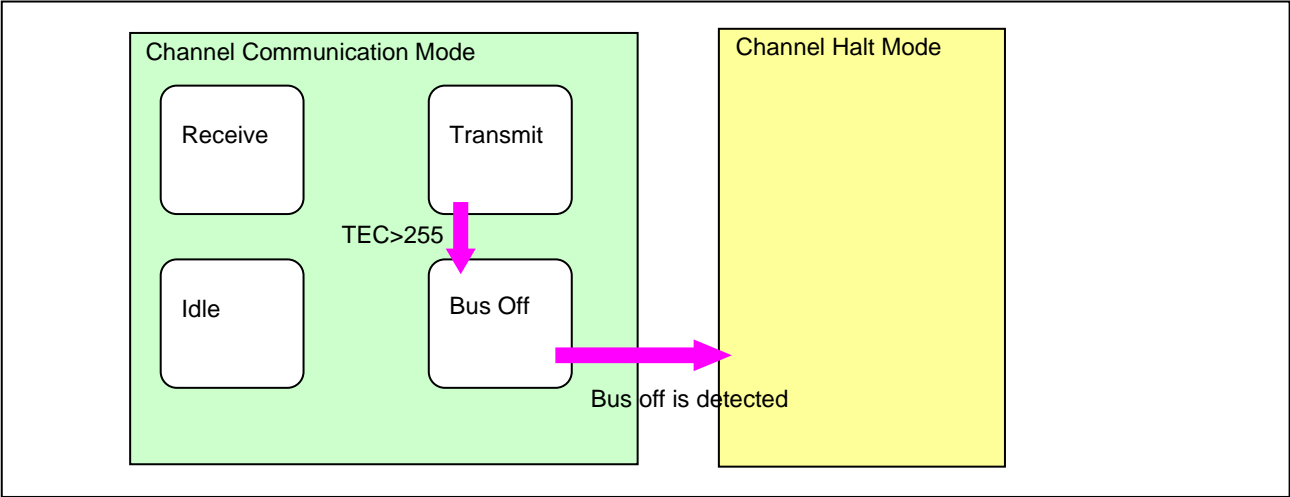 Channel Communication Mode
Channel Halt Mode
Receive
Transmit
TEC>255
Idle
Bus Off
Bus off is detected